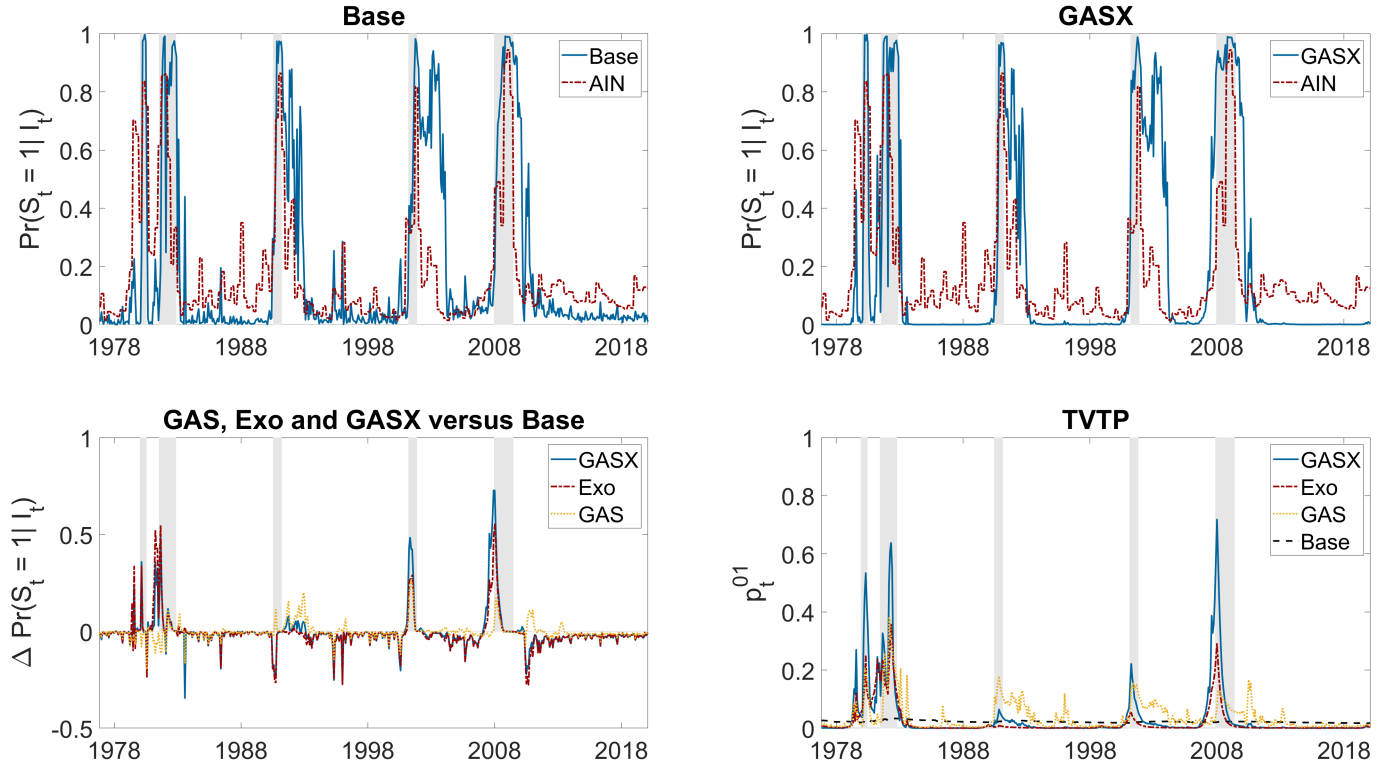 Base
Pr(S_t = 1| I_t)
1
0.8
0.6
0.4
0.2
0
1978 1988 1998 2008 2018
Base
AIN
GASX
Pr(S_t = 1| I_t)
1
0.8
0.6
0.4
0.2
0
1978 1988 1998 2008 2018
GASX
AIN
GAS, Exo and GASX versus Base
Δ Pr(S_t = 1| I_t)
1
0.5
0
-0.5
1978 1988 1998 2008 2018
GASX
Exo
GAS
TVTP
p_t^01
1
0.8
0.6
0.4
0.2
0
1978 1988 1998 2008 2018
GASX
Exo
GAS
Base